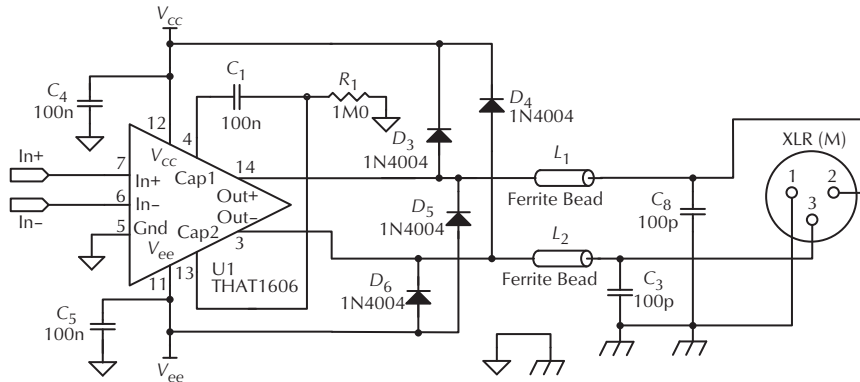 Vcc
C4
100n
C1
100n
R1
1M0
D4
1N4004
12
4
D3
1N4004
L1
Ferrite Bead
XLR (M)
In+
7
Vcc
Cap1
14
1
2
In+
Out+
In–
6
In–
Out–
D5
1N4004
C8
100p
3
5
Gnd
Cap2
3
Vee
L2
Ferrite Bead
11
13
U1
THAT1606
D6
1N4004
C3
100p
C5
100n
Vee